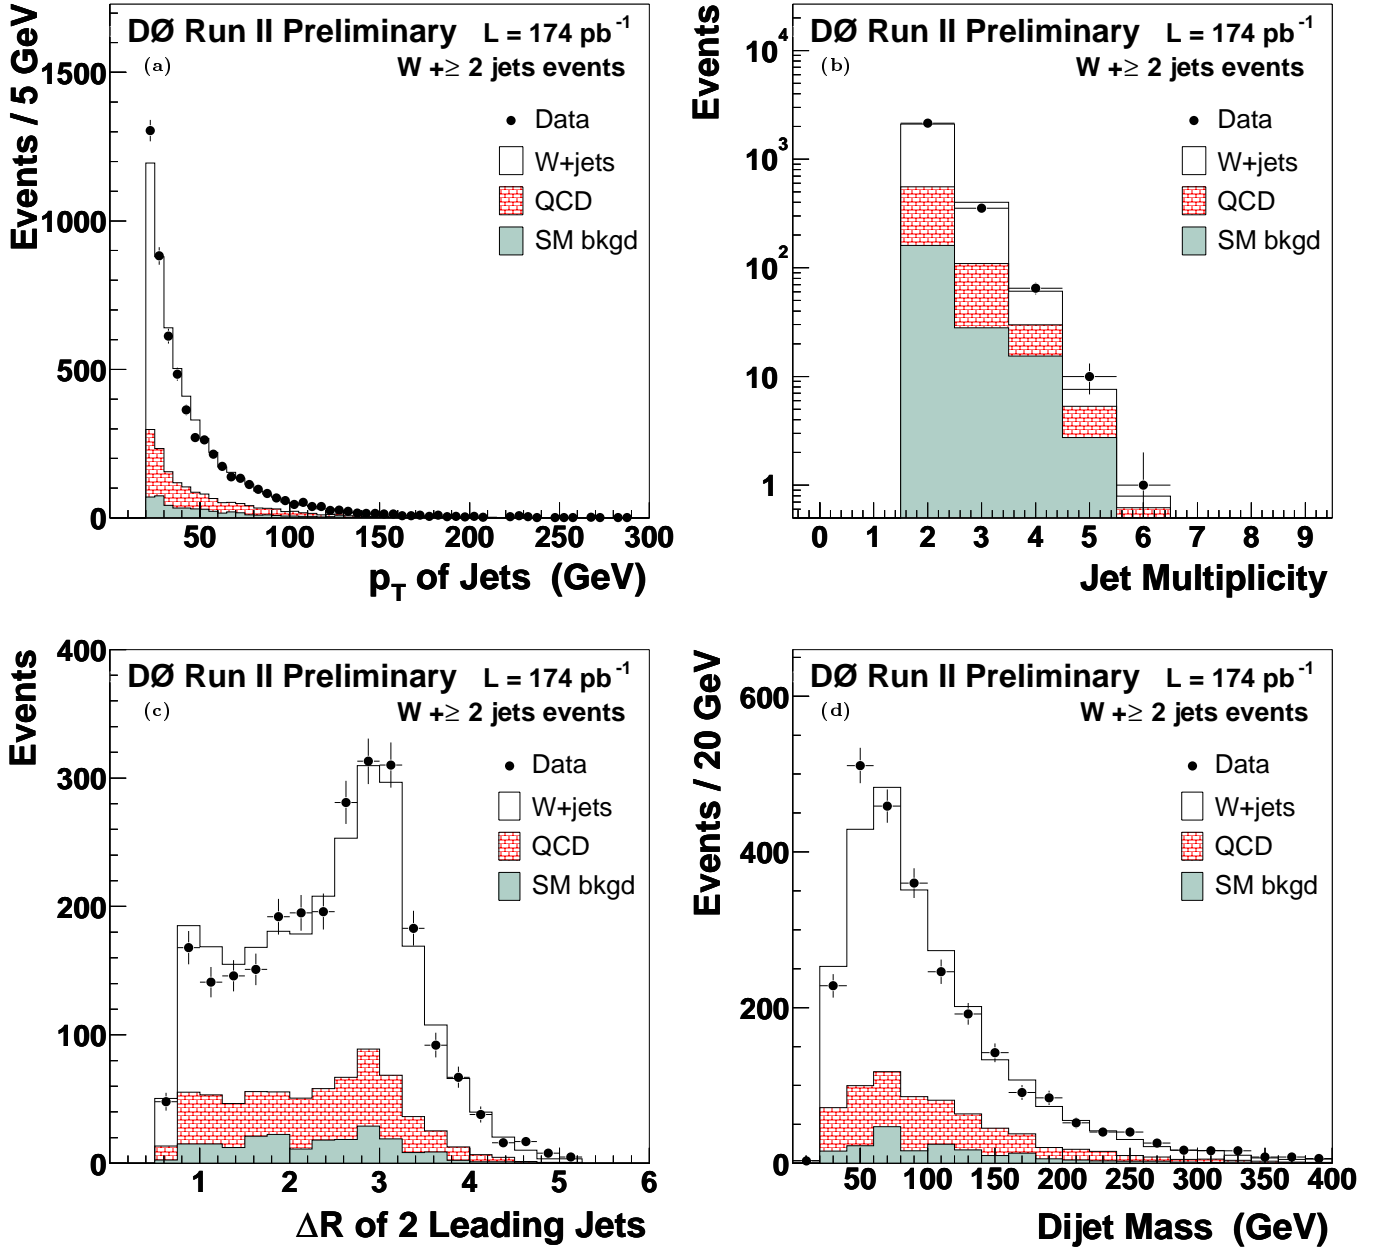 DØ Run II Preliminary L = 174 pb⁻¹
(a) W +≥ 2 jets events
Events / 5 GeV
Data
W+jets
QCD
SM bkgd
1500
1000
500
0
50 100 150 200 250 300
p_T of Jets (GeV)
DØ Run II Preliminary L = 174 pb⁻¹
(b) W +≥ 2 jets events
Events
Data
W+jets
QCD
SM bkgd
10⁴
10³
10²
10
1
0 1 2 3 4 5 6 7 8 9
Jet Multiplicity
DØ Run II Preliminary L = 174 pb⁻¹
(c) W +≥ 2 jets events
Events
Data
W+jets
QCD
SM bkgd
400
300
200
100
0
1 2 3 4 5 6
ΔR of 2 Leading Jets
DØ Run II Preliminary L = 174 pb⁻¹
(d) W +≥ 2 jets events
Events / 20 GeV
Data
W+jets
QCD
SM bkgd
600
400
200
0
50 100 150 200 250 300 350 400
Dijet Mass (GeV)